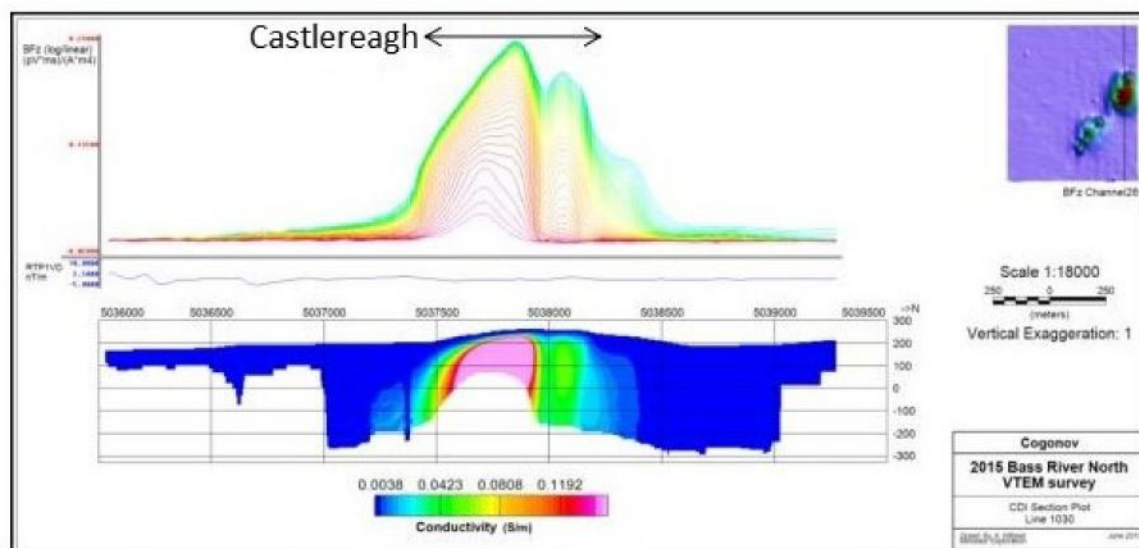 Castlereagh
BFz (log/linear)
(pV*ms)/(A*m4)
BFz Channel28
RTP1VD
nT/m
Scale 1:18000
250 0 250
(meters)
Vertical Exaggeration: 1
5036000 5036500 5037000 5037500 5038000 5038500 5039000 5039500
->N
300
200
100
0
-100
-200
-300
0.0038 0.0423 0.0808 0.1192
Conductivity (S/m)
Cogonov
2015 Bass River North
VTEM survey
CDI Section Plot
Line 1030